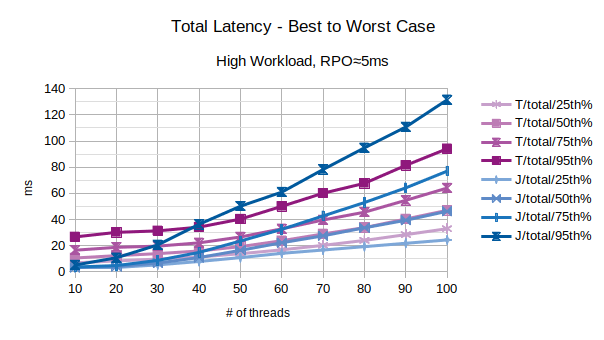 Total Latency - Best to Worst Case
High Workload, RPO≈5ms
140
120
100
80
60
40
20
0
ms
10 20 30 40 50 60 70 80 90 100
# of threads
T/total/25th%
T/total/50th%
T/total/75th%
T/total/95th%
J/total/25th%
J/total/50th%
J/total/75th%
J/total/95th%